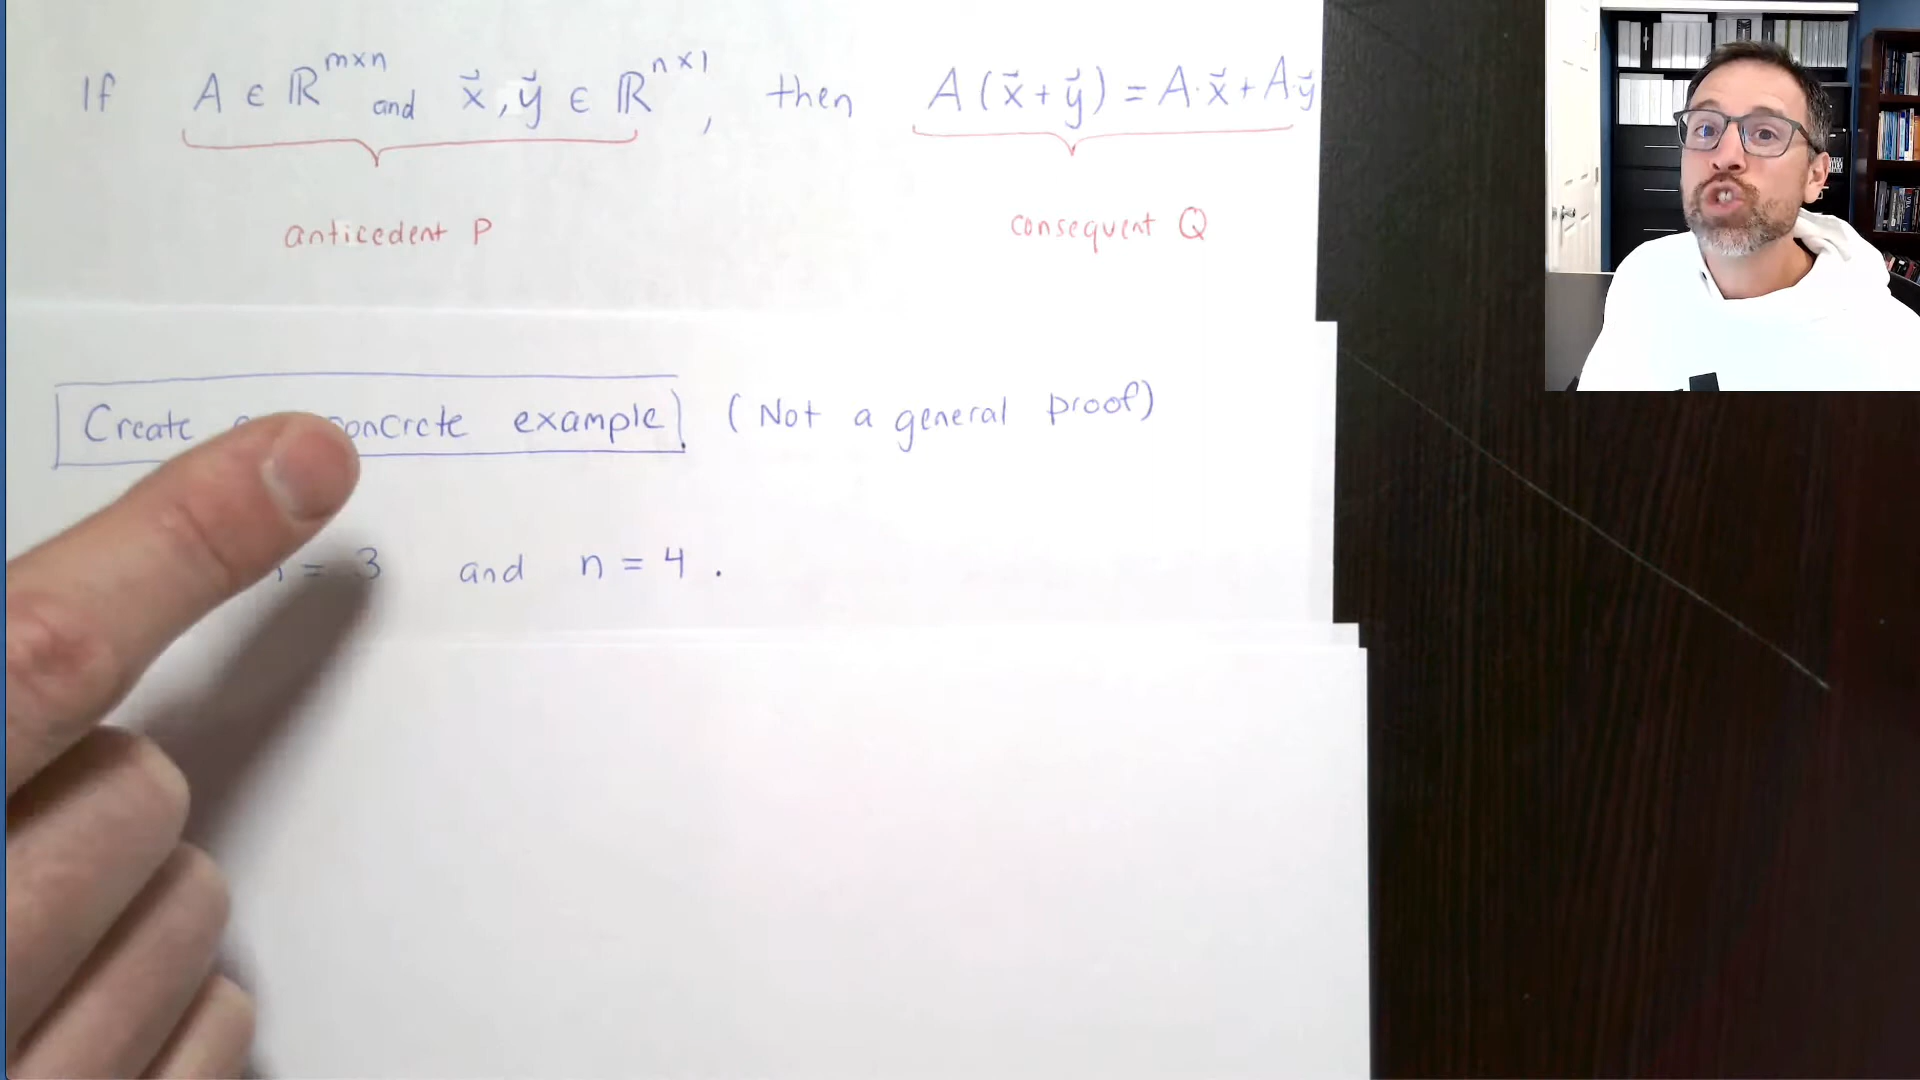 If A ∈ ℝ^{m×n} and x⃗, y⃗ ∈ ℝ^{n×1}, then A(x⃗ + y⃗) = A·x⃗ + A·y⃗
anticedent P consequent Q
Create concrete example (Not a general proof)
= 3 and n = 4.